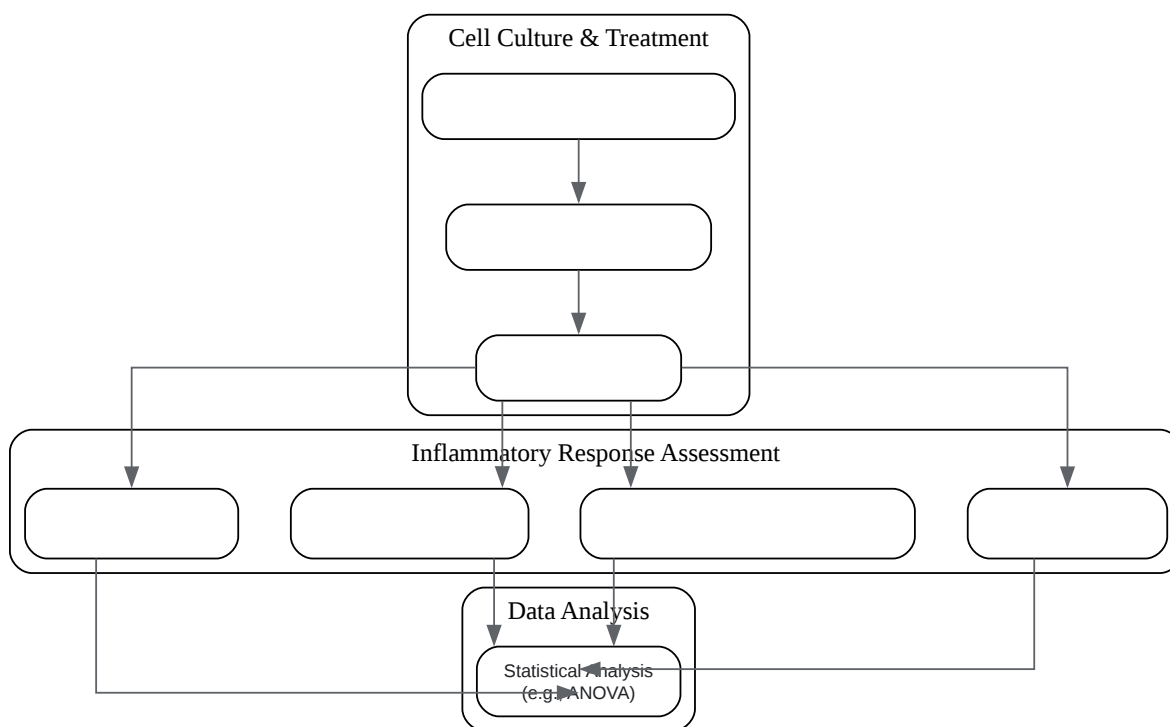 Cell Culture & Treatment
Inflammatory Response Assessment
Data Analysis
Statistical Analysis
(e.g., ANOVA)